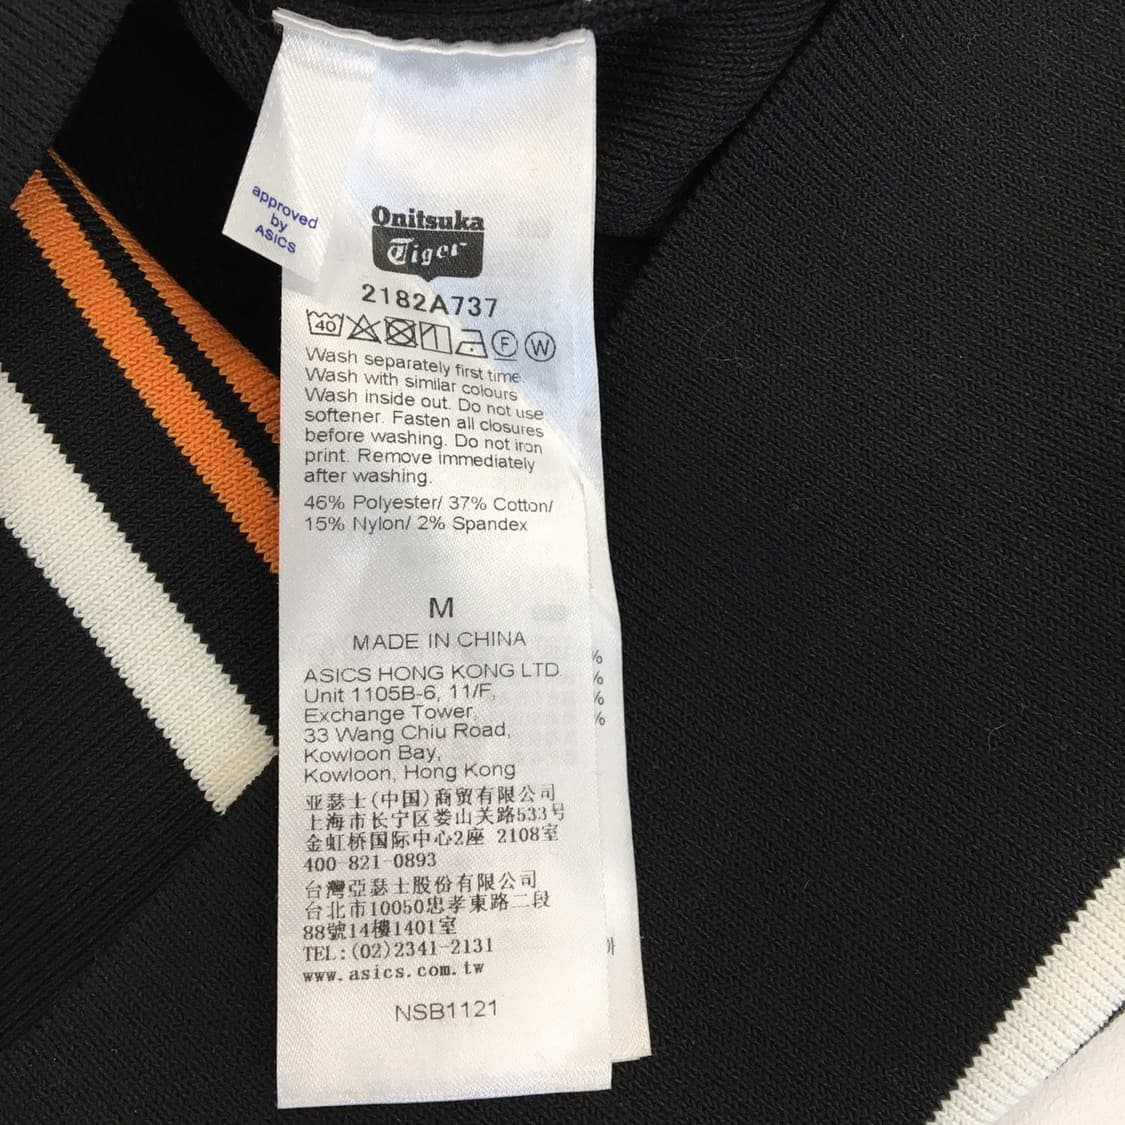 approved
by
ASICS
Onitsuka
Tiger
2182A737
40
F W
Wash separately first time.
Wash with similar colours
Wash inside out. Do not use
softener. Fasten all closures
before washing. Do not iron
print. Remove immediately
after washing.
46% Polyester/ 37% Cotton/
15% Nylon/ 2% Spandex
M
MADE IN CHINA
ASICS HONG KONG LTD.
Unit 1105B-6, 11/F,
Exchange Tower,
33 Wang Chiu Road,
Kowloon Bay,
Kowloon, Hong Kong
亚瑟士(中国)商贸有限公司
上海市长宁区娄山关路533号
金虹桥国际中心2座 2108室
400-821-0893
台灣亞瑟士股份有限公司
台北市10050忠孝東路二段
88號14樓1401室
TEL:(02)2341-2131
www.asics.com.tw
NSB1121
%
%
%
%